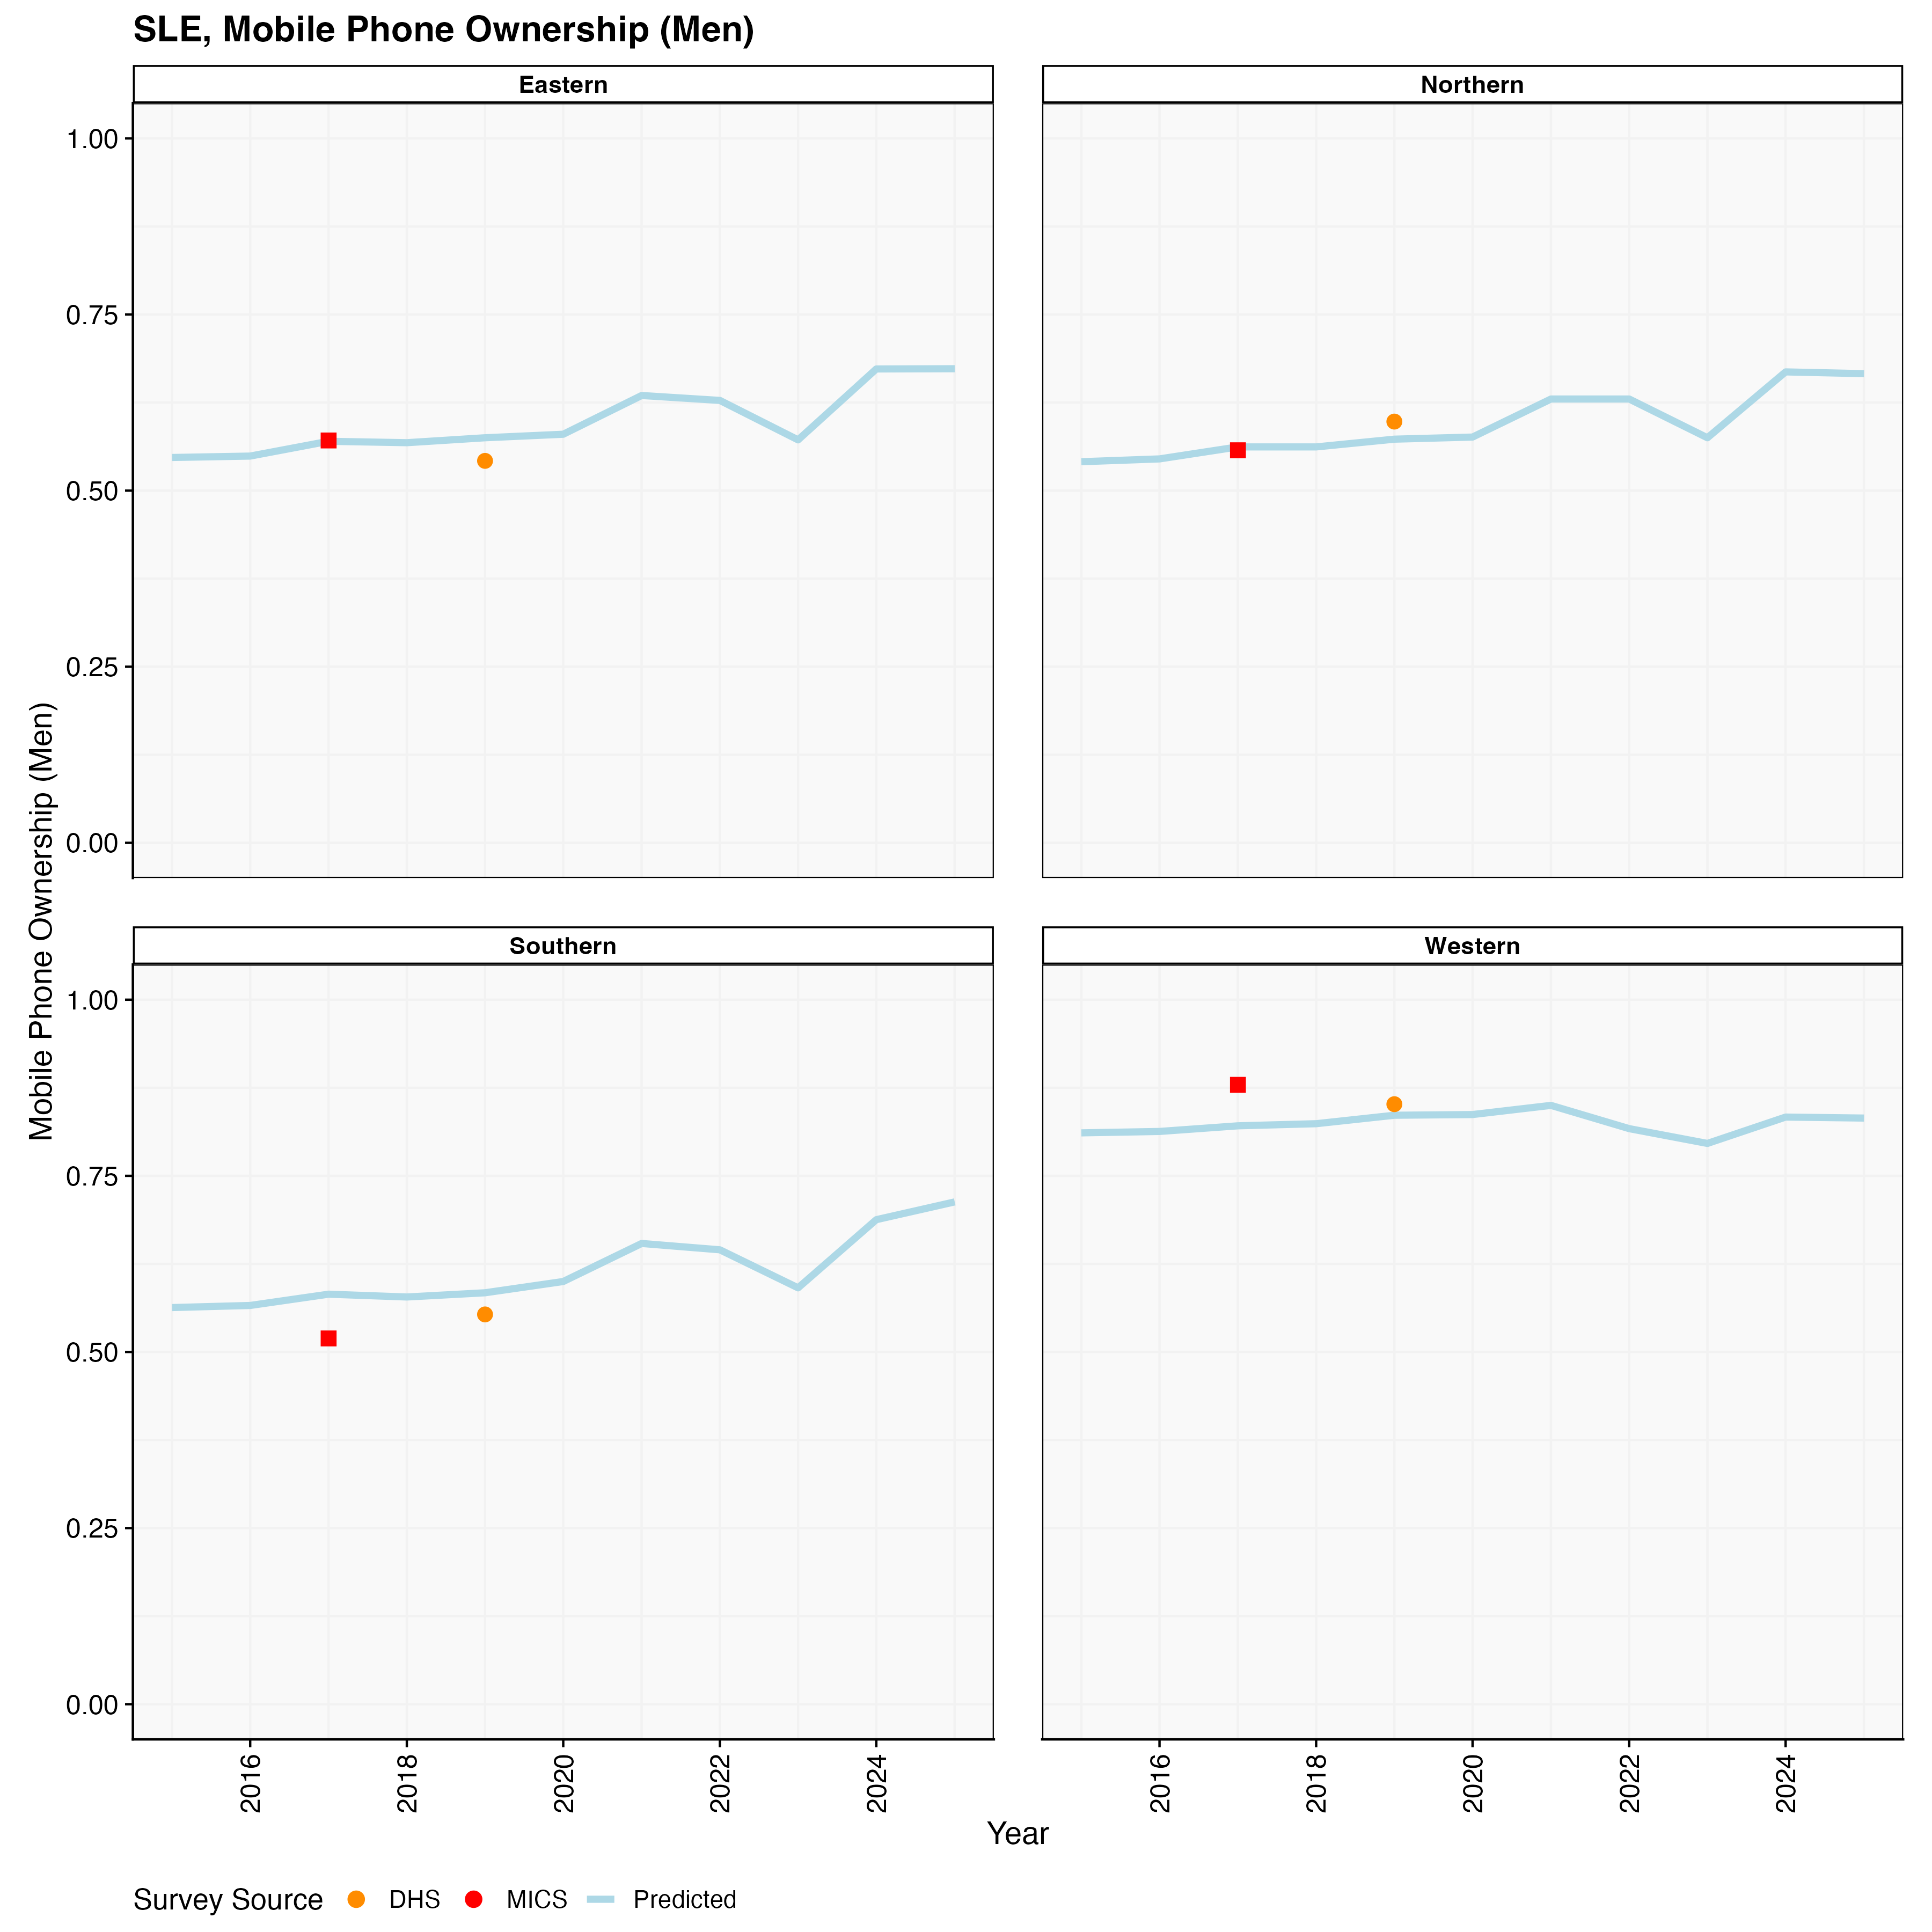 SLE, Mobile Phone Ownership (Men)
Eastern
Northern
1.00
0.75
0.50
0.25
0.00
Mobile Phone Ownership (Men)
Southern
Western
1.00
0.75
0.50
0.25
0.00
2016 2018 2020 2022 2024
2016 2018 2020 2022 2024
Year
Survey Source DHS MICS Predicted